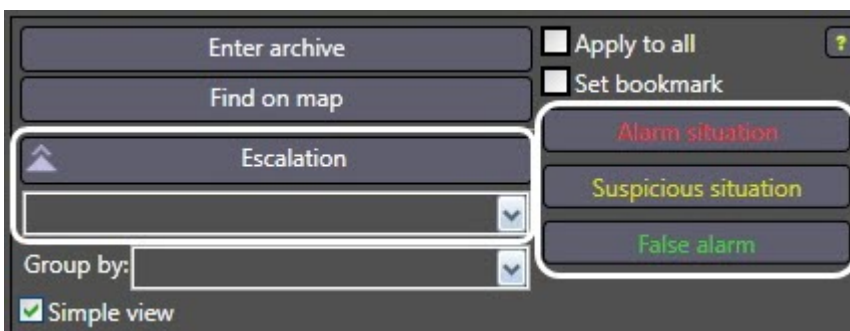 Enter archive
Find on map
Escalation
Group by:
Simple view
Apply to all
?
Set bookmark
Alarm situation
Suspicious situation
False alarm